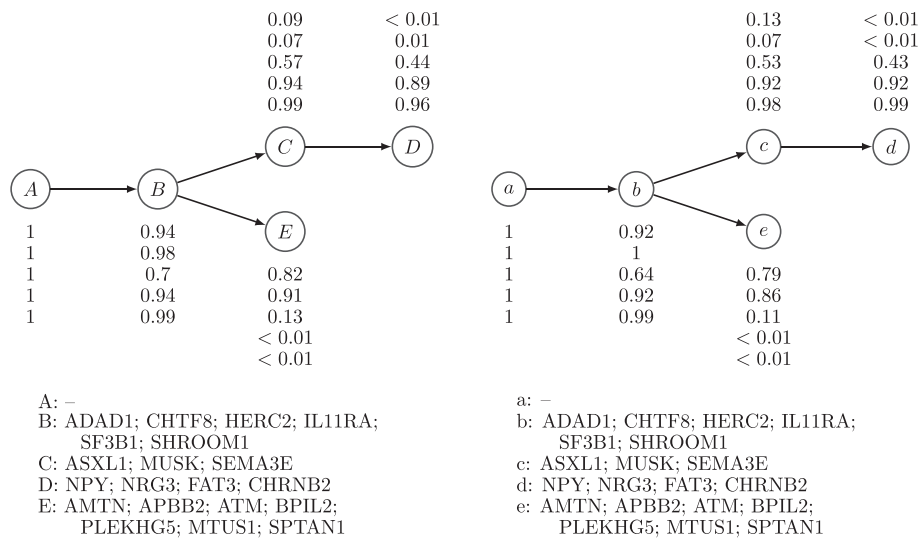 0.09 < 0.01 0.13 < 0.01
0.07 0.01 0.07 < 0.01
0.57 0.44 0.53 0.43
0.94 0.89 0.92 0.92
0.99 0.96 0.98 0.99
C D c d
A B a b
E e
1 0.94 1 0.92
1 0.98 1 1
1 0.7 0.82 1 0.64 0.79
1 0.94 0.91 1 0.92 0.86
1 0.99 0.13 1 0.99 0.11
< 0.01 < 0.01
< 0.01 < 0.01
A: –
B: ADAD1; CHTF8; HERC2; IL11RA;
SF3B1; SHROOM1
C: ASXL1; MUSK; SEMA3E
D: NPY; NRG3; FAT3; CHRNB2
E: AMTN; APBB2; ATM; BPIL2;
PLEKHG5; MTUS1; SPTAN1
a: –
b: ADAD1; CHTF8; HERC2; IL11RA;
SF3B1; SHROOM1
c: ASXL1; MUSK; SEMA3E
d: NPY; NRG3; FAT3; CHRNB2
e: AMTN; APBB2; ATM; BPIL2;
PLEKHG5; MTUS1; SPTAN1